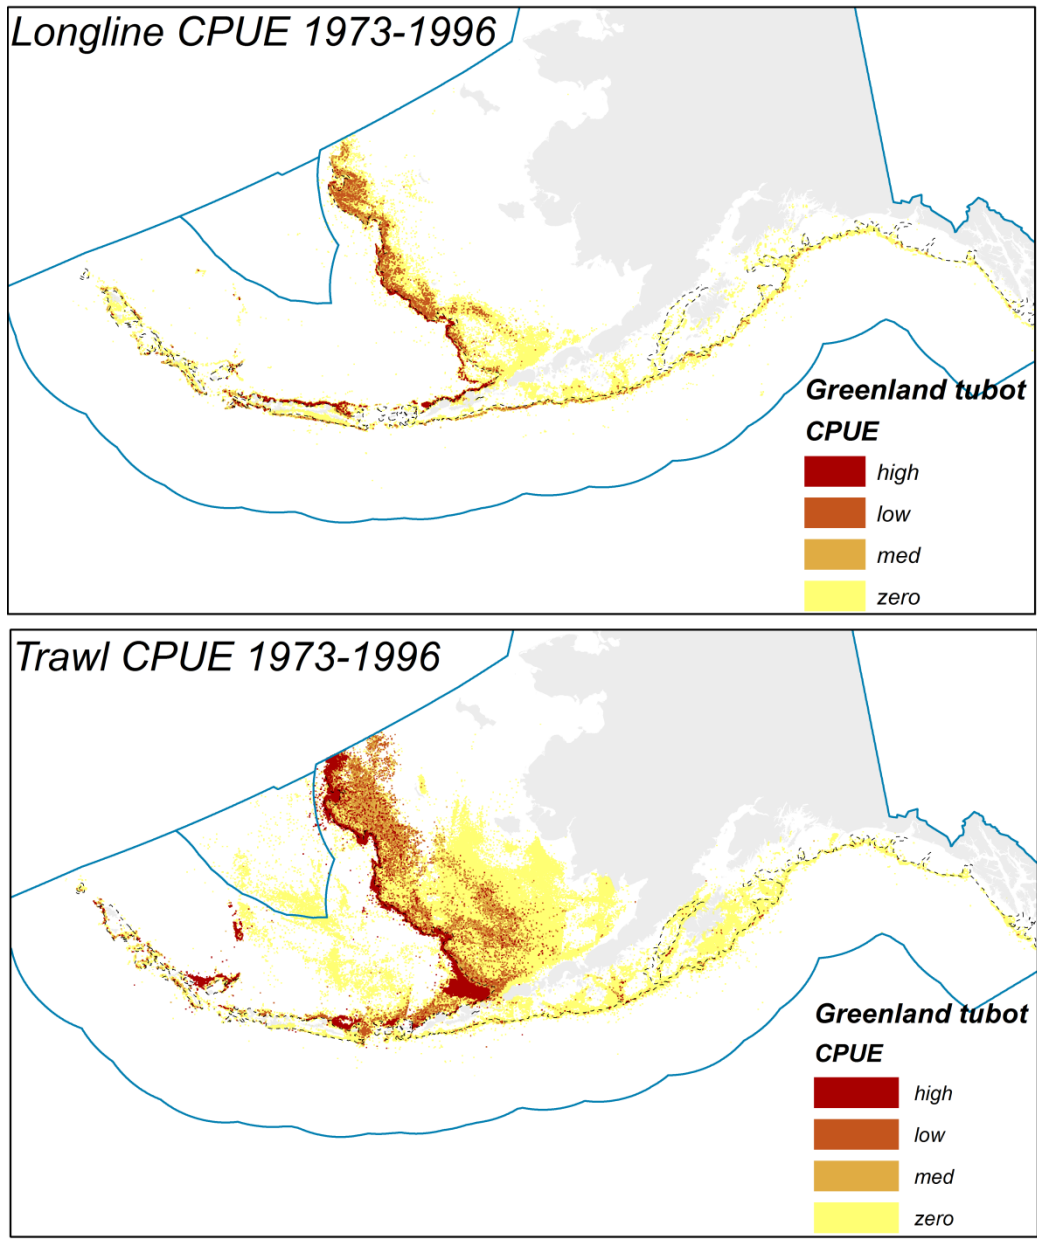 Longline CPUE 1973-1996
Greenland tubot
CPUE
high
low
med
zero
Trawl CPUE 1973-1996
Greenland tubot
CPUE
high
low
med
zero